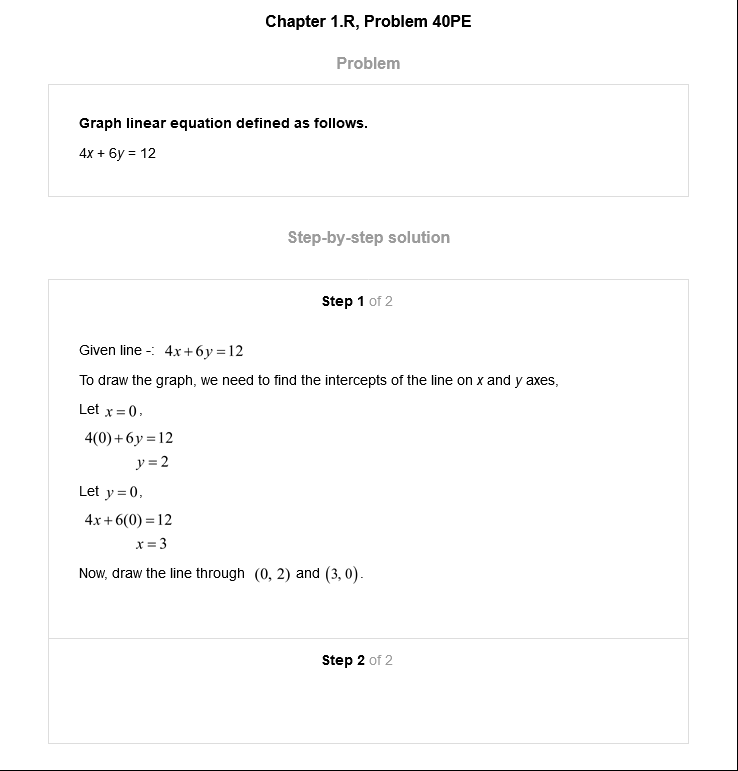 Chapter 1.R, Problem 40PE
Problem
Graph linear equation defined as follows.
4x + 6y = 12
Step-by-step solution
Step 1 of 2
Given line -: 4x+6y=12
To draw the graph, we need to find the intercepts of the line on x and y axes,
Let x=0,
4(0)+6y=12
y=2
Let y=0,
4x+6(0)=12
x=3
Now, draw the line through (0, 2) and (3, 0).
Step 2 of 2